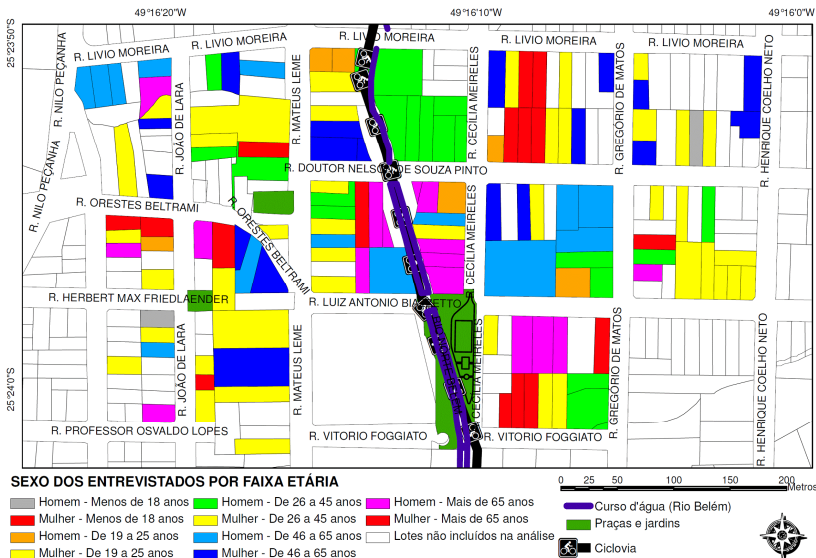 49°16'20"W
49°16'10"W
49°16'0"W
25°23'50"S
25°24'0"S
R. LIVIO MOREIRA
R. LIVIO MOREIRA
R. LIVIO MOREIRA
R. LIVIO MOREIRA
R. LIVIO MOREIRA
R. NILO PEÇANHA
R. NILO PEÇANHA
R. JOÃO DE LARA
R. MATEUS LEME
R. CECILIA MEIRELES
R. GREGÓRIO DE MATOS
R. HENRIQUE COELHO NETO
R. DOUTOR NELSON DE SOUZA PINTO
R. ORESTES BELTRAMI
R. ORESTES BELTRAMI
R. CECILIA MEIRELES
R. HERBERT MAX FRIEDLAENDER
R. JOÃO DE LARA
R. MATEUS LEME
R. CECILIA MEIRELES
R. GREGÓRIO DE MATOS
R. HENRIQUE COELHO NETO
R. PROFESSOR OSVALDO LOPES
R. VITORIO FOGGIATO
R. VITORIO FOGGIATO
SEXO DOS ENTREVISTADOS POR FAIXA ETÁRIA
Homem - Menos de 18 anos
Mulher - Menos de 18 anos
Homem - De 19 a 25 anos
Mulher - De 19 a 25 anos
Homem - De 26 a 45 anos
Mulher - De 26 a 45 anos
Homem - De 46 a 65 anos
Mulher - De 46 a 65 anos
Homem - Mais de 65 anos
Mulher - Mais de 65 anos
Lotes não incluídos na análise
0 25 50 100 150 200
Metros
Curso d'água (Rio Belém)
Praças e jardins
Ciclovia